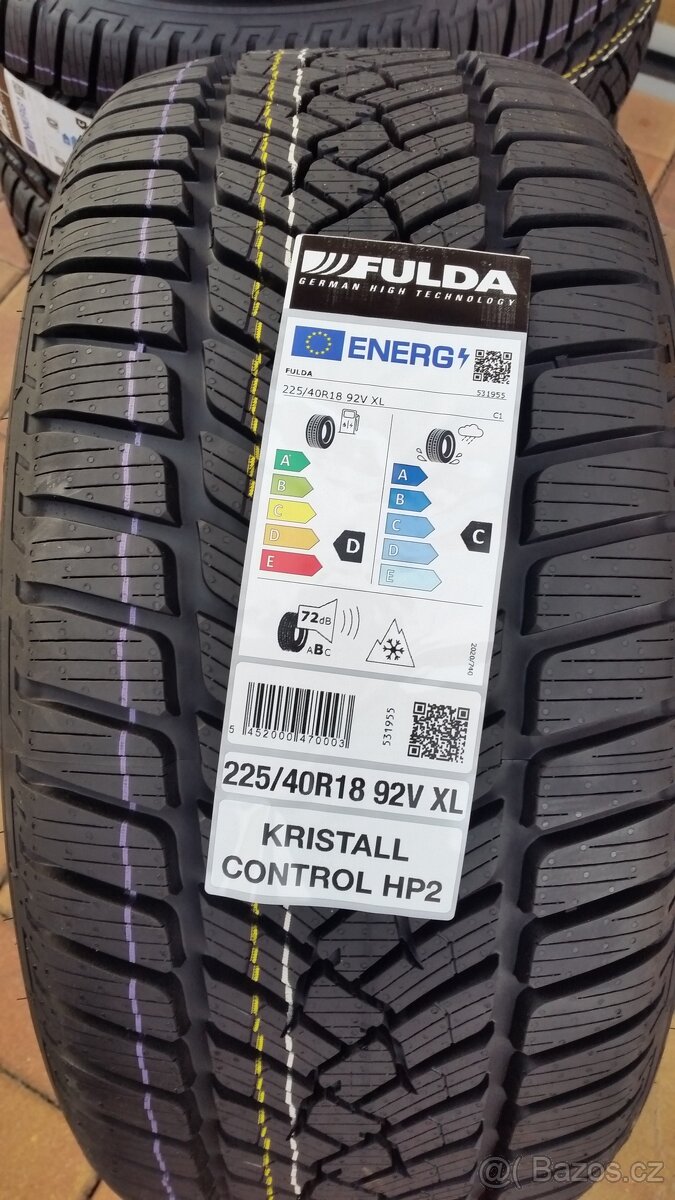 FULDA
GERMAN HIGH TECHNOLOGY
ENERG
FULDA
531955
225/40R18 92V XL
C1
A
B
C
D
E
D
A
B
C
D
E
C
72dB
ABC
2020/740
5 452000 470003
531955
225/40R18 92V XL
KRISTALL
CONTROL HP2
ENERG
@( Bazos.cz